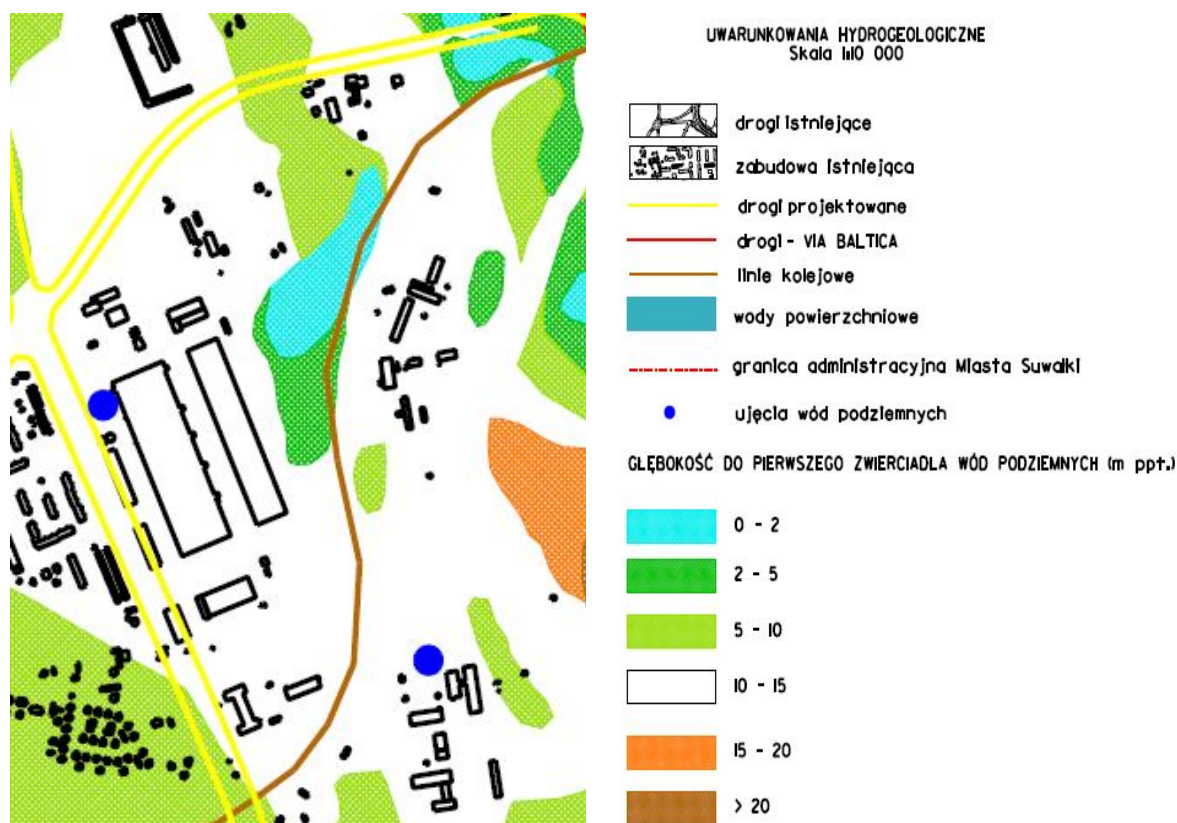 UWARUNKOWANIA HYDROGEOLOGICZNE
Skala 1:10 000
drogi istniejące
zabudowa istniejąca
drogi projektowane
drogi - VIA BALTICA
linie kolejowe
wody powierzchniowe
granica administracyjna Miasta Suwałki
ujęcia wód podziemnych
GŁĘBOKOŚĆ DO PIERWSZEGO ZWIERCIADŁA WÓD PODZIEMNYCH (m ppt.)
0 - 2
2 - 5
5 - 10
10 - 15
15 - 20
> 20